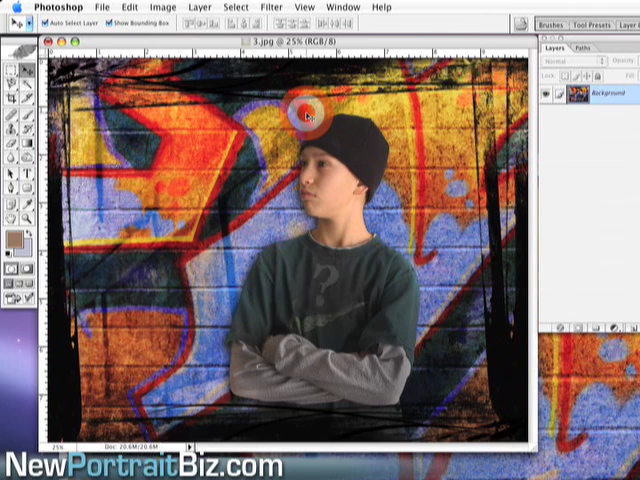 Photoshop File Edit Image Layer Select Filter View Window Help
Auto Select Layer Show Bounding Box
Brushes Tool Presets Layer C
3.jpg @ 25% (RGB/8)
Layers Paths
Normal Opacity
Lock: Fill
Background
?
25% Doc: 20.6M/20.6M
NewPortraitBiz.com